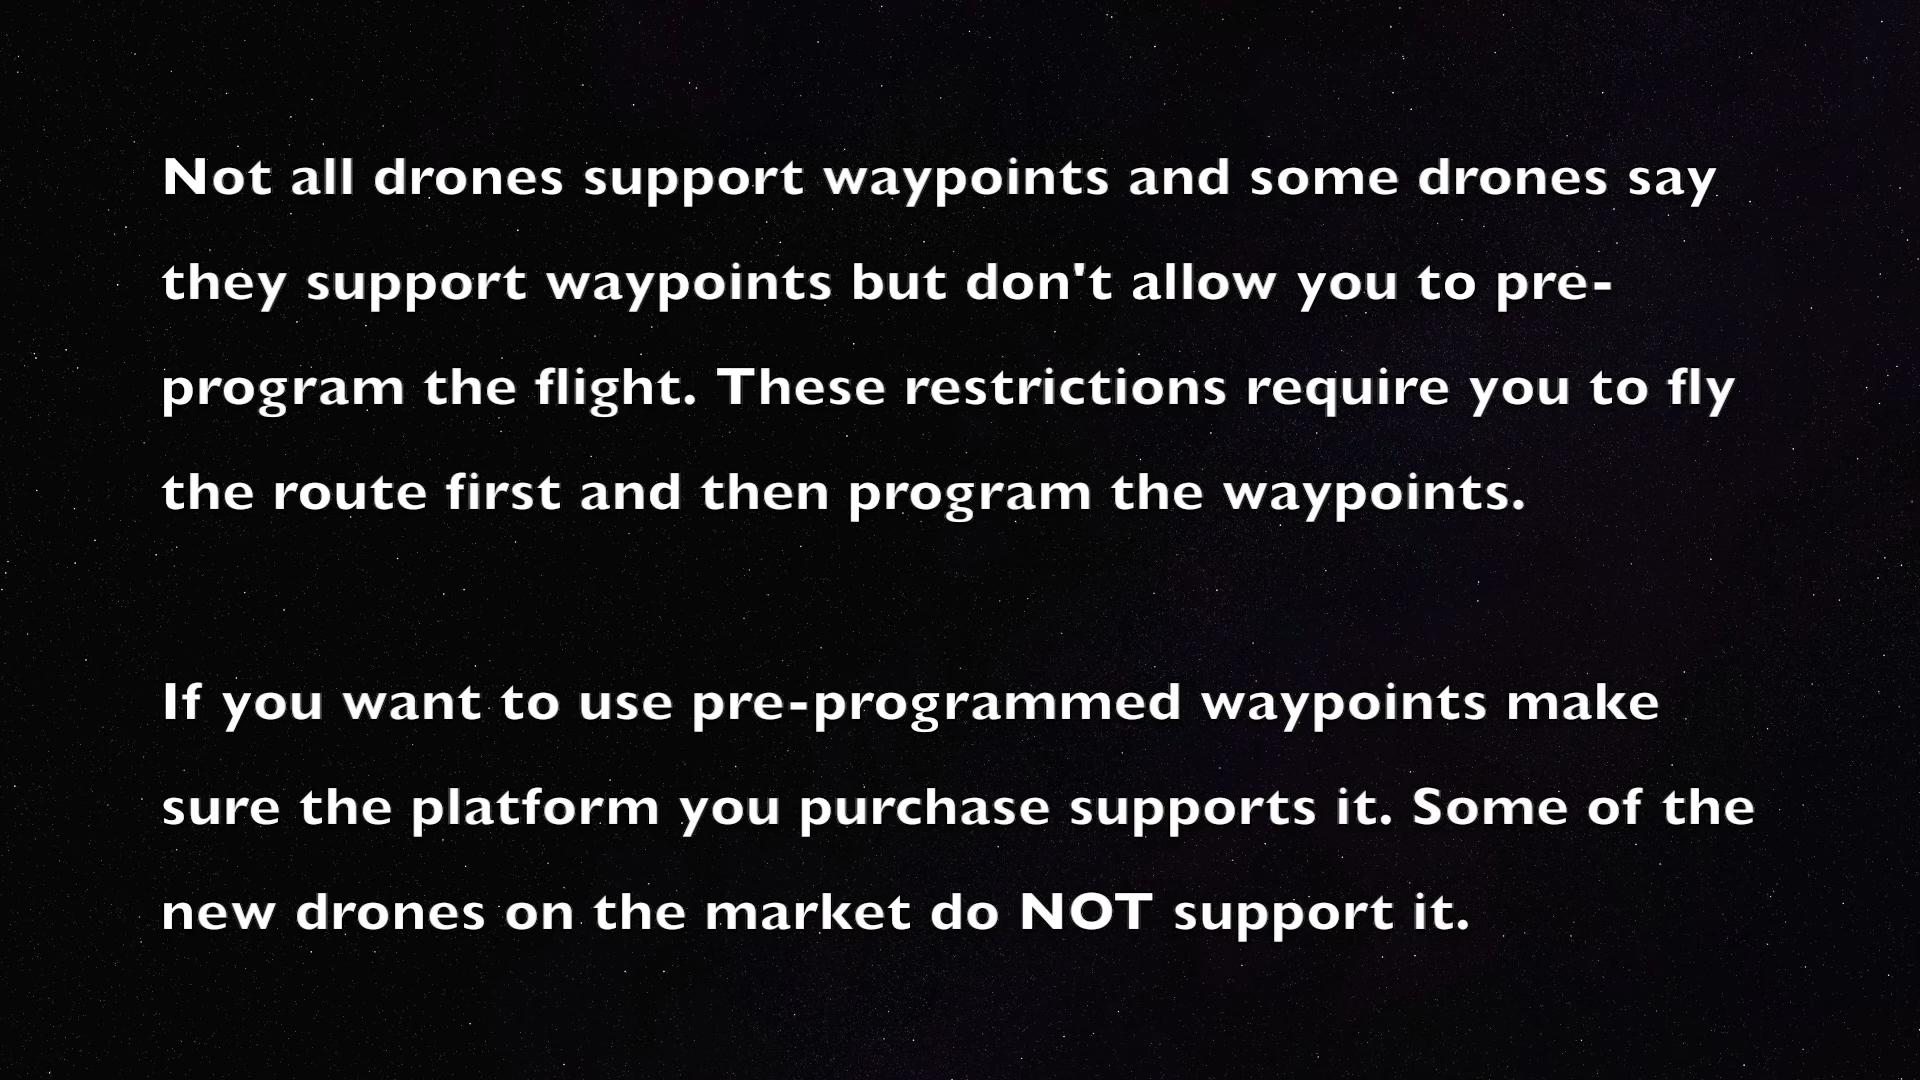 Not all drones support waypoints and some drones say
they support waypoints but don't allow you to pre-
program the flight. These restrictions require you to fly
the route first and then program the waypoints.
If you want to use pre-programmed waypoints make
sure the platform you purchase supports it. Some of the
new drones on the market do NOT support it.